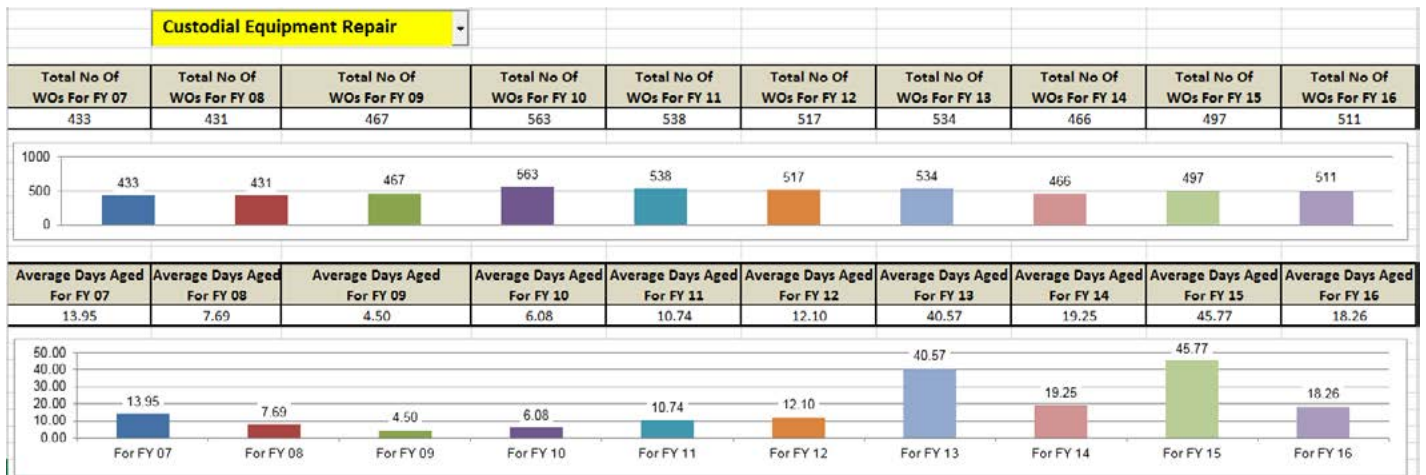 Custodial Equipment Repair
Total No Of Total No Of Total No Of Total No Of Total No Of Total No Of Total No Of Total No Of Total No Of Total No Of
WOs For FY 07 WOs For FY 08 WOs For FY 09 WOs For FY 10 WOs For FY 11 WOs For FY 12 WOs For FY 13 WOs For FY 14 WOs For FY 15 WOs For FY 16
433 431 467 563 538 517 534 466 497 511
1000
433 431 467 563 538 517 534 466 497 511
500
0
Average Days Aged Average Days Aged Average Days Aged Average Days Aged Average Days Aged Average Days Aged Average Days Aged Average Days Aged Average Days Aged Average Days Aged
For FY 07 For FY 08 For FY 09 For FY 10 For FY 11 For FY 12 For FY 13 For FY 14 For FY 15 For FY 16
13.95 7.69 4.50 6.08 10.74 12.10 40.57 19.25 45.77 18.26
50.00
40.00
30.00
20.00
10.00
0.00
13.95 7.69 4.50 6.08 10.74 12.10 40.57 19.25 45.77 18.26
For FY 07 For FY 08 For FY 09 For FY 10 For FY 11 For FY 12 For FY 13 For FY 14 For FY 15 For FY 16